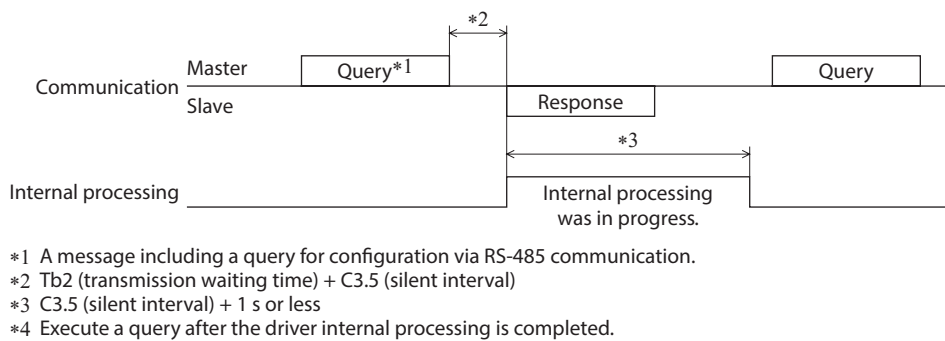 *2
Communication
Master
Query*1
Query
Slave
Response
*3
Internal processing
Internal processing
was in progress.
*1 A message including a query for configuration via RS-485 communication.
*2 Tb2 (transmission waiting time) + C3.5 (silent interval)
*3 C3.5 (silent interval) + 1 s or less
*4 Execute a query after the driver internal processing is completed.